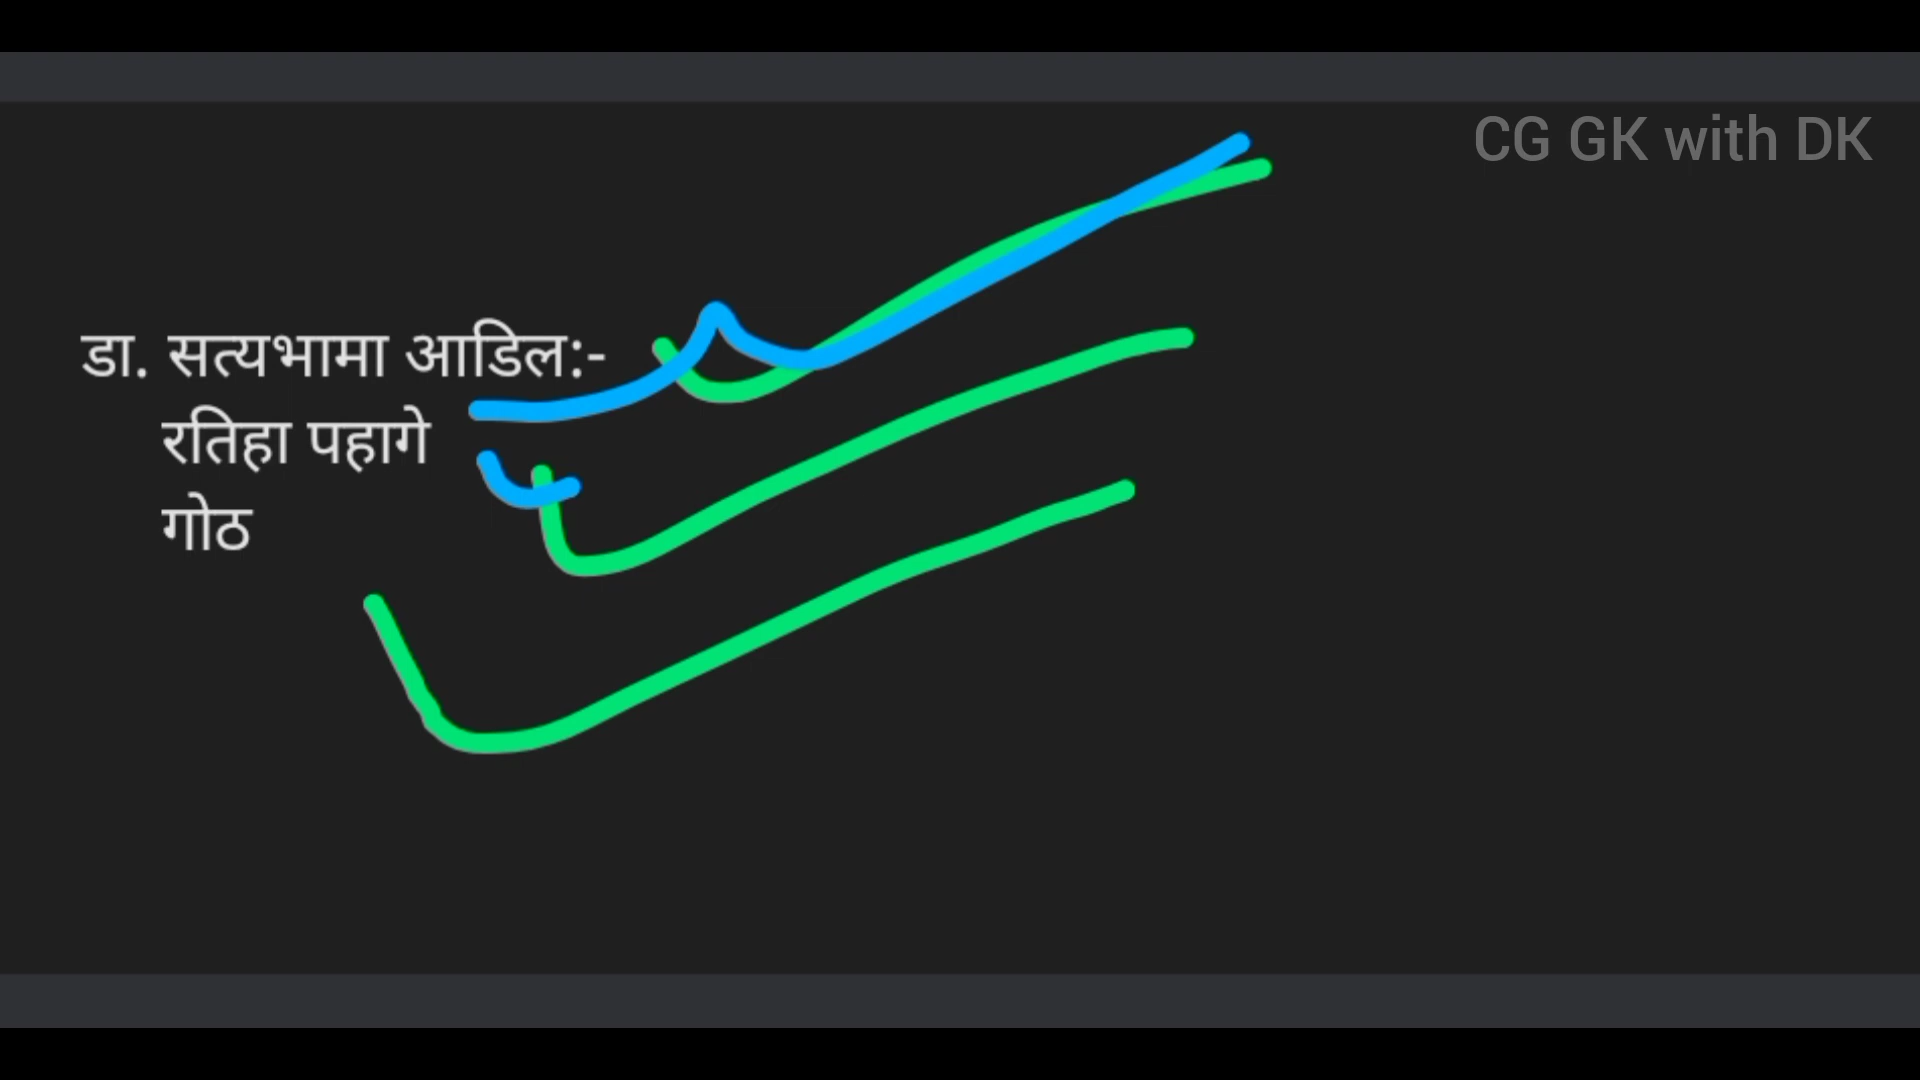 CG GK with DK
डा. सत्यभामा आडिल:-
रतिहा पहागे
गोठ